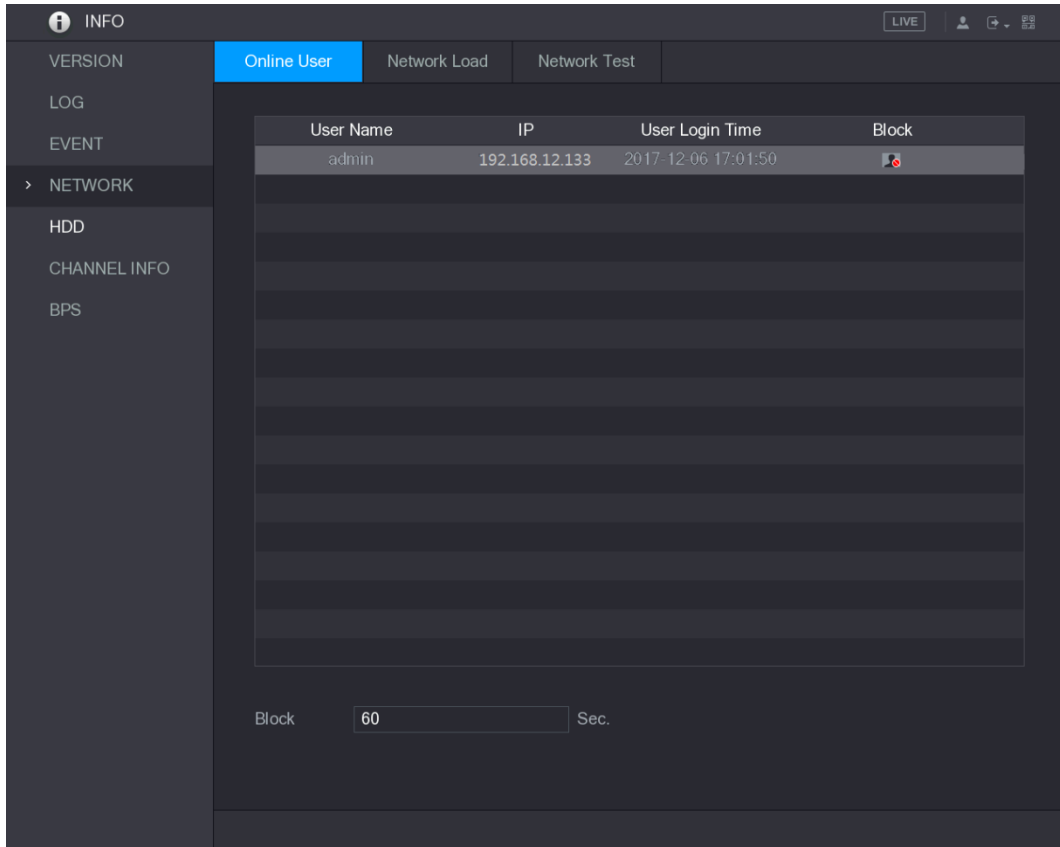 INFO
LIVE
VERSION
LOG
EVENT
NETWORK
HDD
CHANNEL INFO
BPS
Online User Network Load Network Test
User Name IP User Login Time Block
admin 192.168.12.133 2017-12-06 17:01:50
Block 60 Sec.